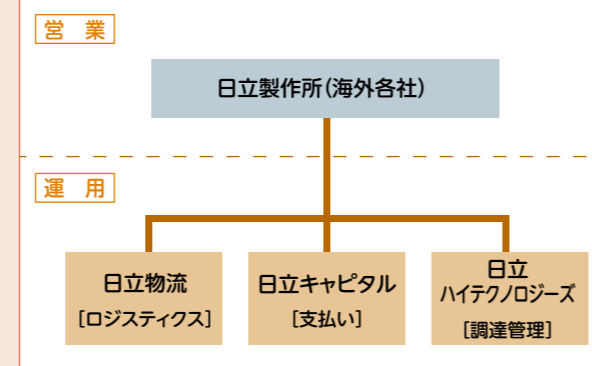 営 業
日立製作所（海外各社）
運 用
日立物流
［ロジスティクス］
日立キャピタル
［支払い］
日立
ハイテクノロジーズ
［調達管理］